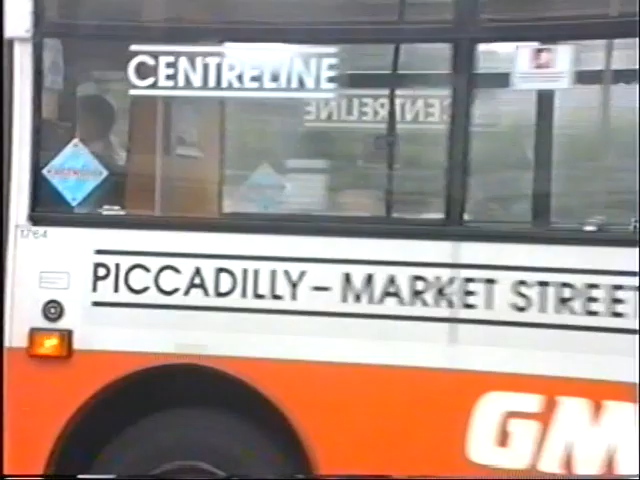 CENTRELINE
CENTRELINE
1764
PICCADILLY – MARKET STREET
GM